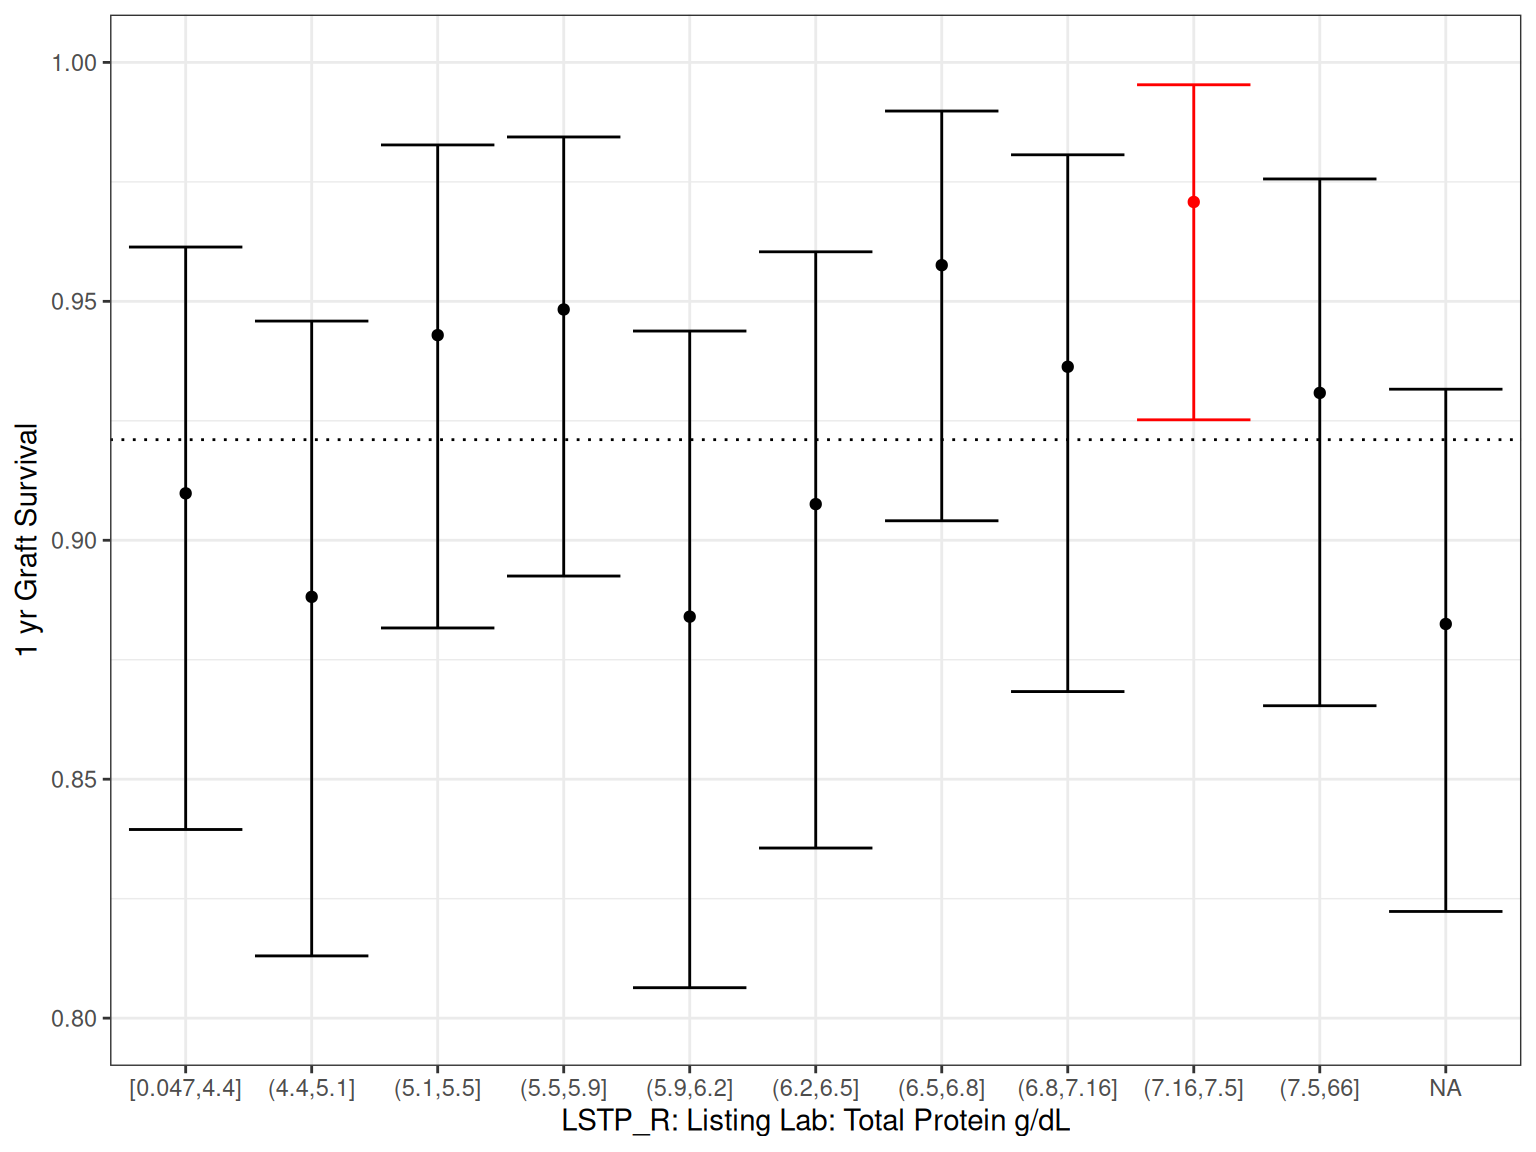 1 yr Graft Survival
1.00
0.95
0.90
0.85
0.80
[0.047,4.4] (4.4,5.1] (5.1,5.5] (5.5,5.9] (5.9,6.2] (6.2,6.5] (6.5,6.8] (6.8,7.16] (7.16,7.5] (7.5,66] NA
LSTP_R: Listing Lab: Total Protein g/dL